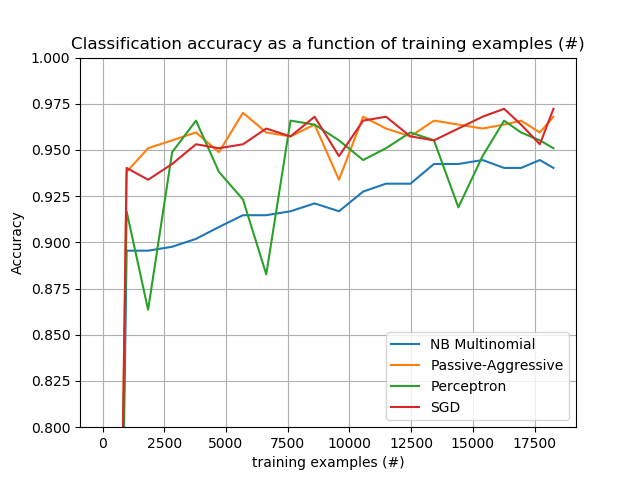 Classification accuracy as a function of training examples (#)
1.000
0.975
0.950
0.925
0.900
0.875
0.850
0.825
0.800
Accuracy
0
2500
5000
7500
10000
12500
15000
17500
training examples (#)
NB Multinomial
Passive-Aggressive
Perceptron
SGD